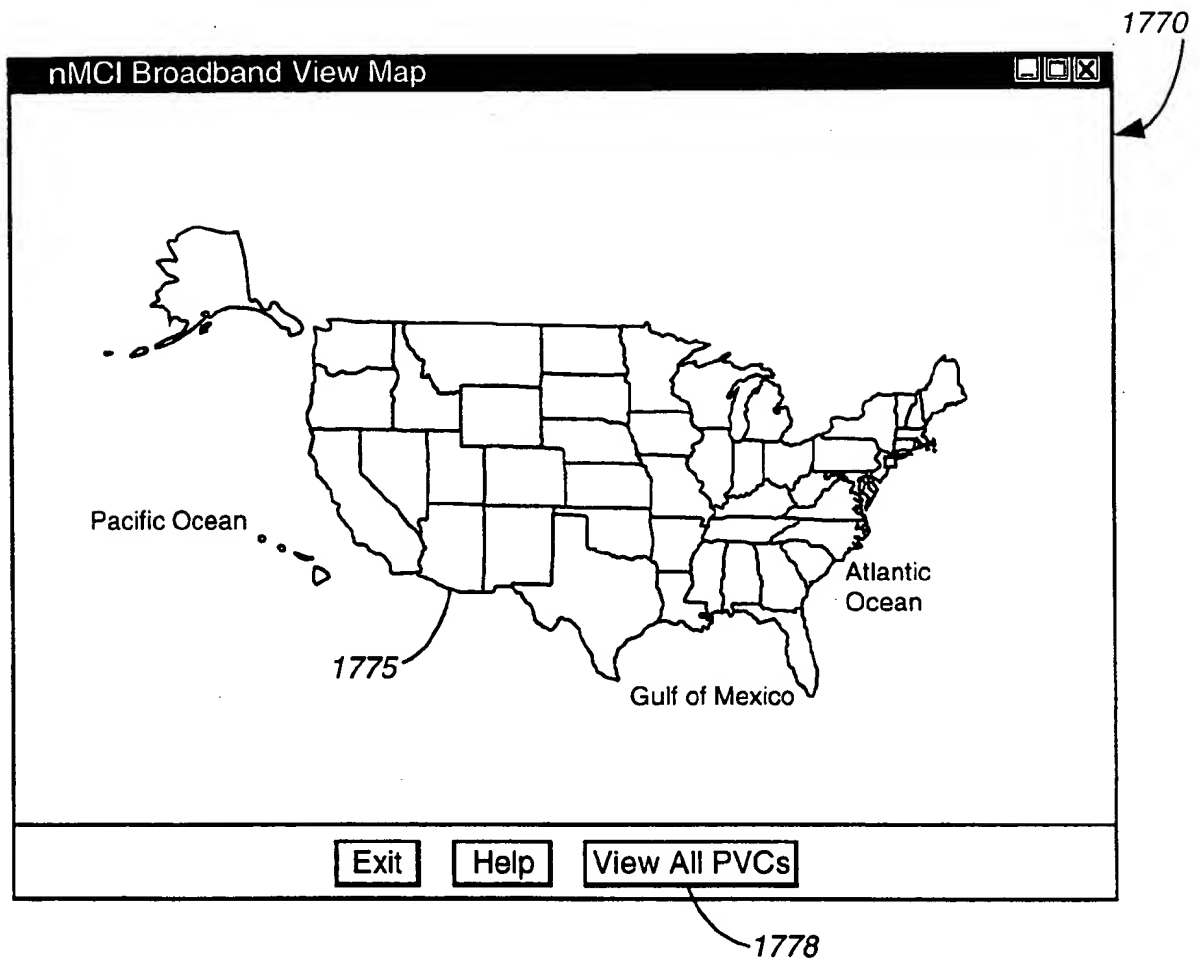 1770
nMCI Broadband View Map
Pacific Ocean
Atlantic
Ocean
1775
Gulf of Mexico
Exit Help View All PVCs
1778